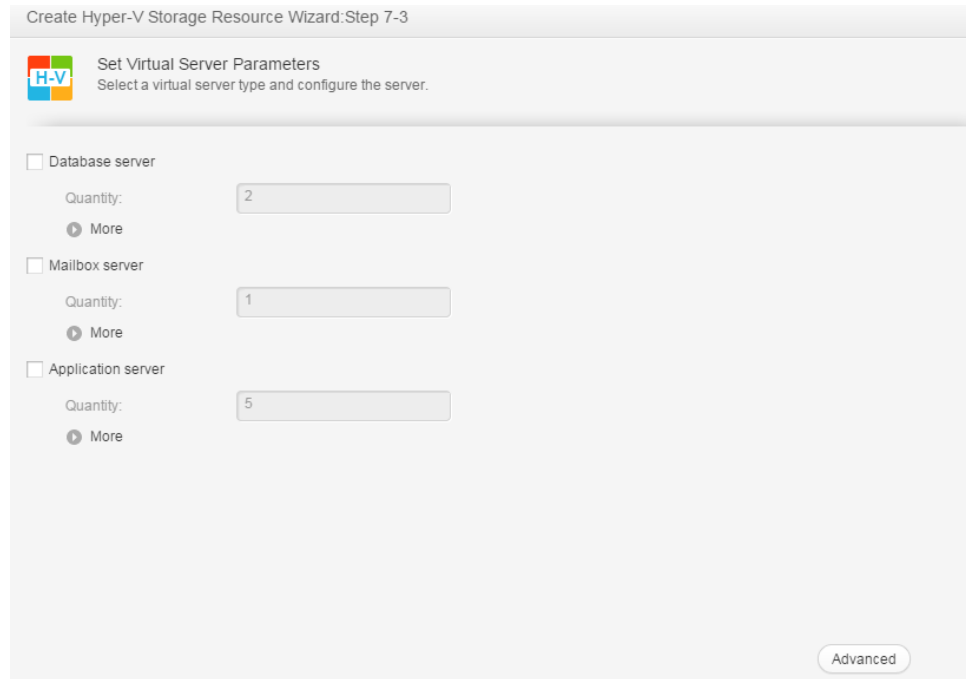 Create Hyper-V Storage Resource Wizard:Step 7-3
H-V
Set Virtual Server Parameters
Select a virtual server type and configure the server.
Database server
Quantity: 2
More
Mailbox server
Quantity: 1
More
Application server
Quantity: 5
More
Advanced